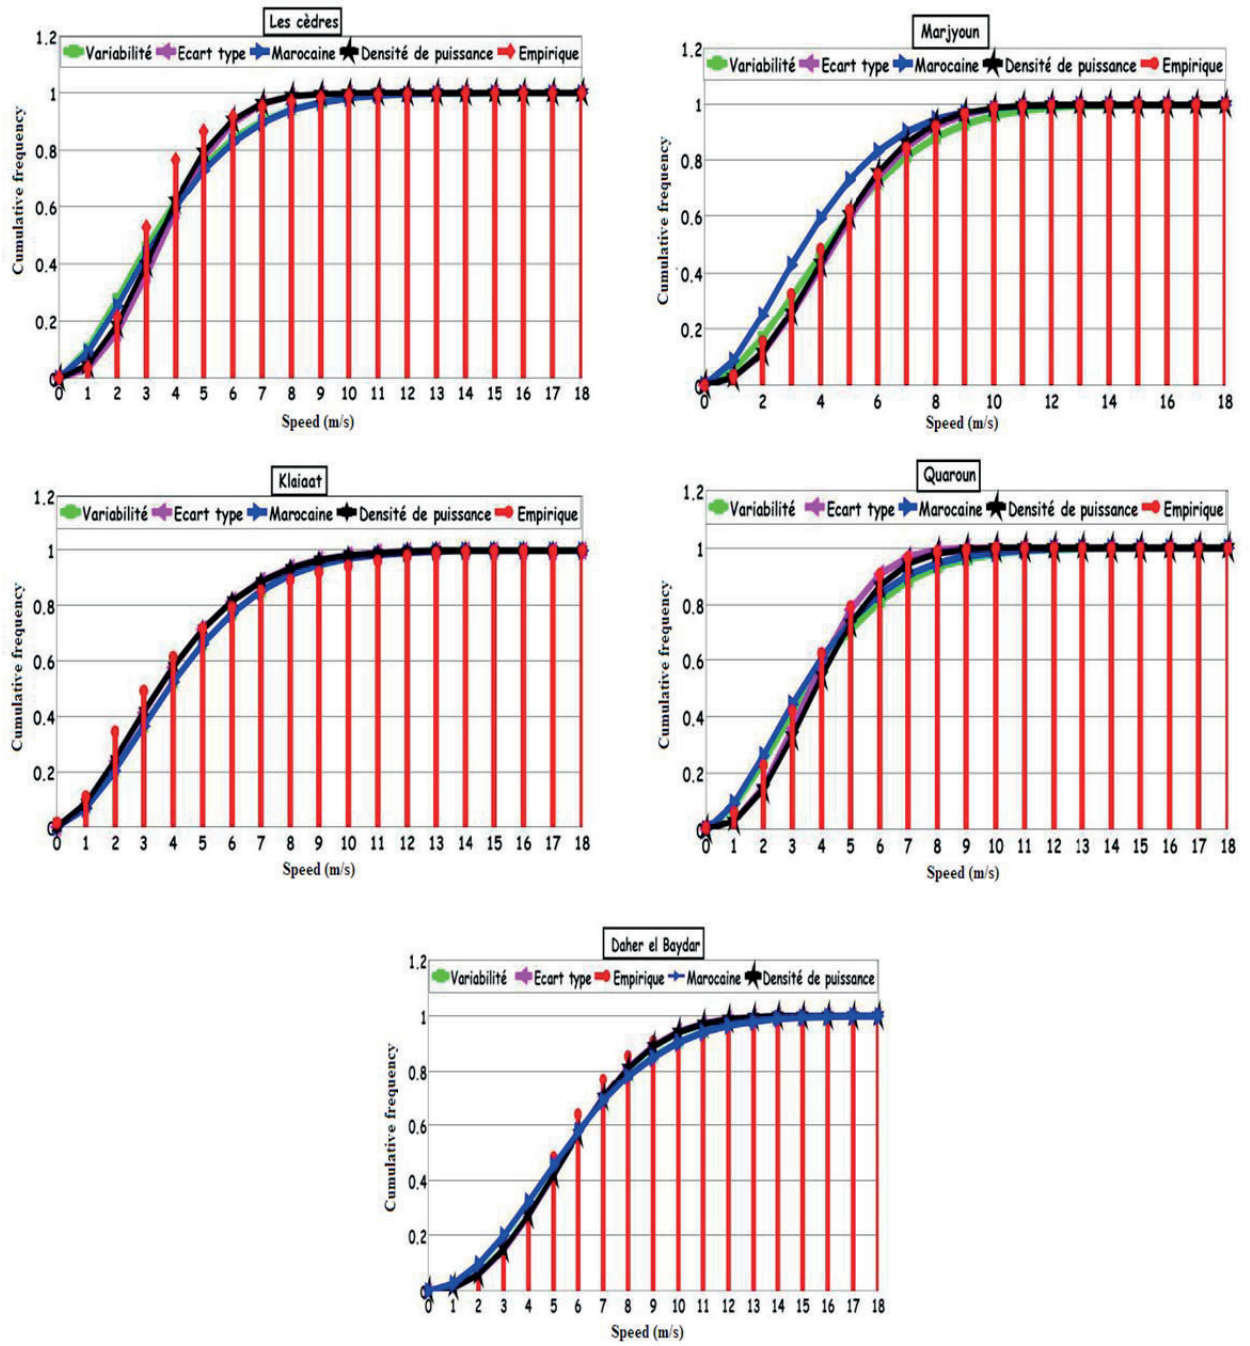 Les cèdres
1.2
Variabilité Ecart type Marocaine Densité de puissance Empirique
1
0.8
0.6
0.4
0.2
0
Cumulative frequency
0 1 2 3 4 5 6 7 8 9 10 11 12 13 14 15 16 17 18
Speed (m/s)
Marjyoun
1.2
Variabilité Ecart type Marocaine Densité de puissance Empirique
1
0.8
0.6
0.4
0.2
0
Cumulative frequency
0 2 4 6 8 10 12 14 16 18
Speed (m/s)
Klaiaat
1.2
Variabilité Ecart type Marocaine Densité de puissance Empirique
1
0.8
0.6
0.4
0.2
0
Cumulative frequency
0 1 2 3 4 5 6 7 8 9 10 11 12 13 14 15 16 17 18
Speed (m/s)
Quaroun
1.2
Variabilité Ecart type Marocaine Densité de puissance Empirique
1
0.8
0.6
0.4
0.2
0
Cumulative frequency
0 1 2 3 4 5 6 7 8 9 10 11 12 13 14 15 16 17 18
Speed (m/s)
Daher el Baydar
1.2
Variabilité Ecart type Empirique Marocaine Densité de puissance
1
0.8
0.6
0.4
0.2
0
Cumulative frequency
0 1 2 3 4 5 6 7 8 9 10 11 12 13 14 15 16 17 18
Speed (m/s)